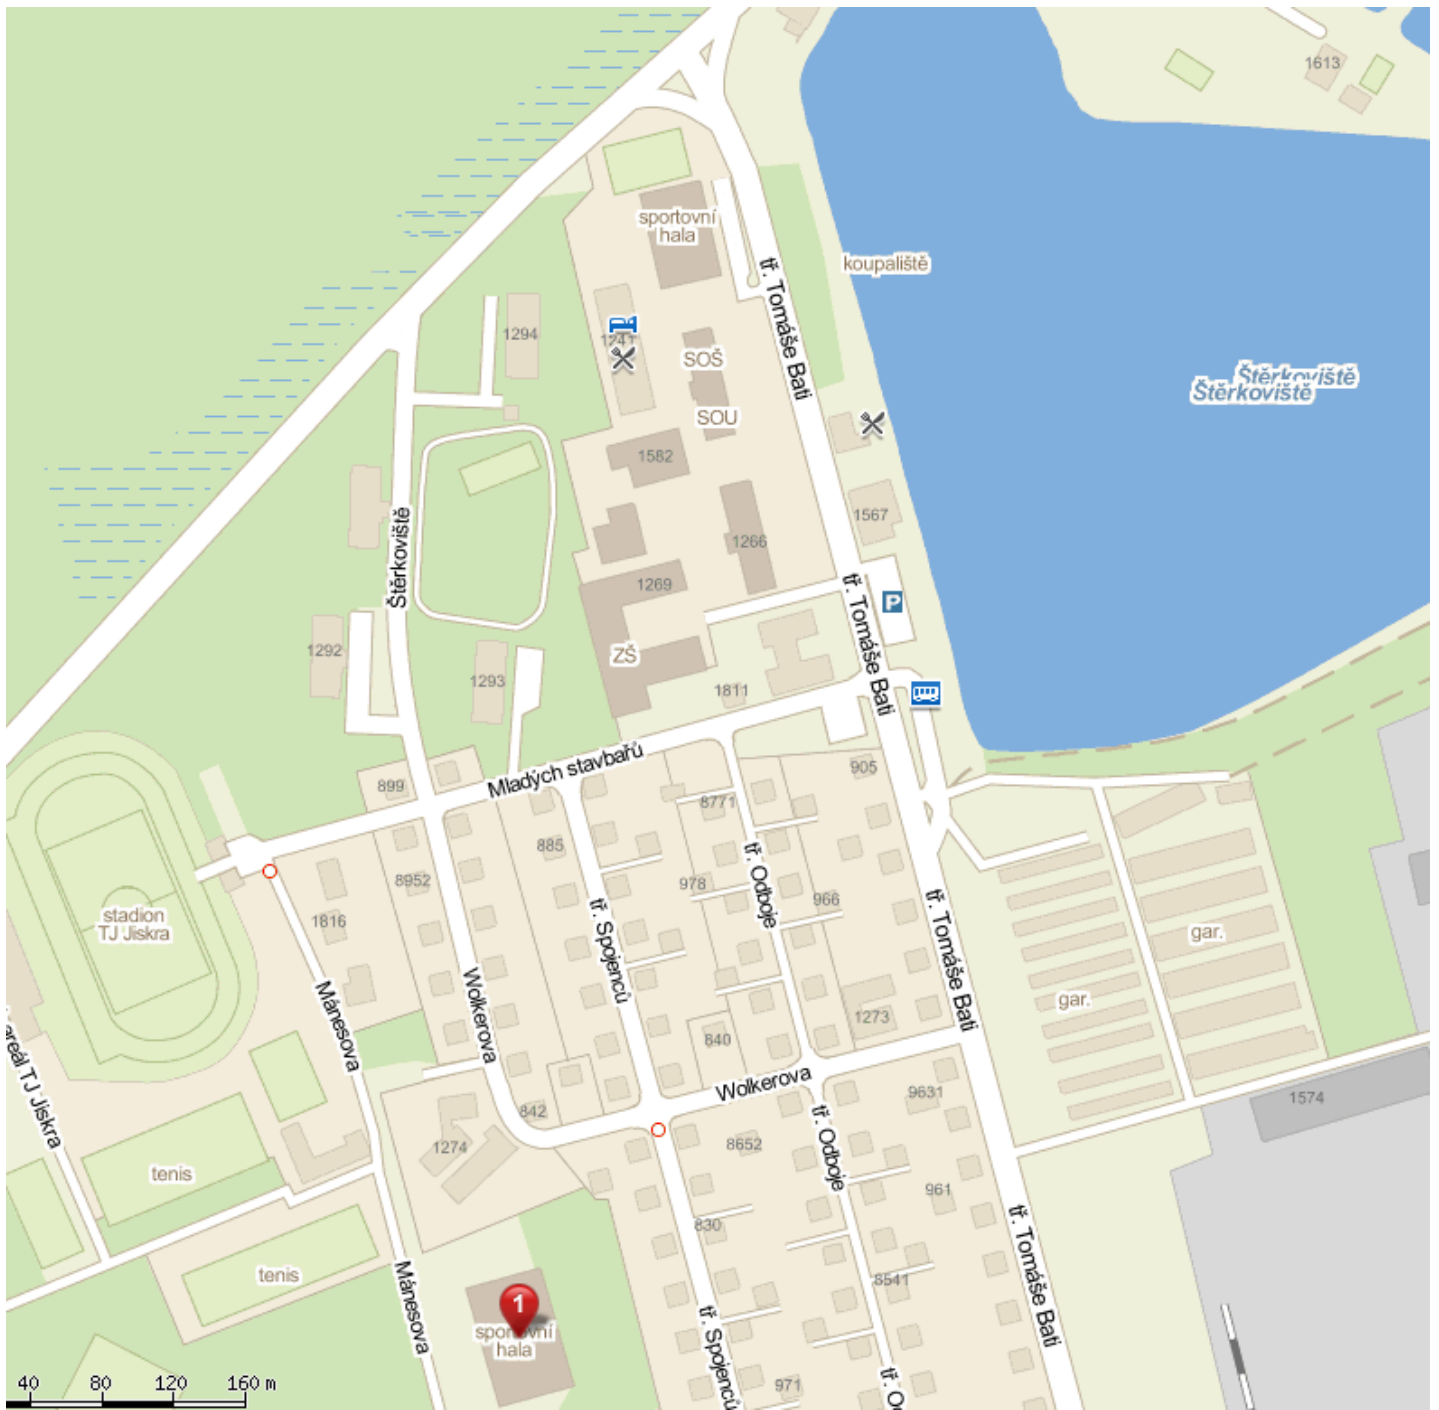 1613
sportovní
hala
koupaliště
tř. Tomáše Bati
1294
1241
SOŠ
Štěrkoviště
Štěrkoviště
SOU
1582
1567
Štěrkoviště
1266
1269
tř. Tomáše Bati
P
1292
ZŠ
1293
1811
Mladých stavbařů
905
899
8771
885
tř. Odboje
8952
978
966
1816
stadion
TJ Jiskra
tř. Spojenců
tř. Tomáše Bati
gar.
gar.
Mánesova
Wolkerova
1273
840
areál TJ Jiskra
Wolkerova
9631
1574
842
tř. Odboje
1274
8652
tenis
961
830
tř. Tomáše Bati
tenis
8541
Mánesova
1
sportovní
hala
tř. Spojenců
971
40 80 120 160 m